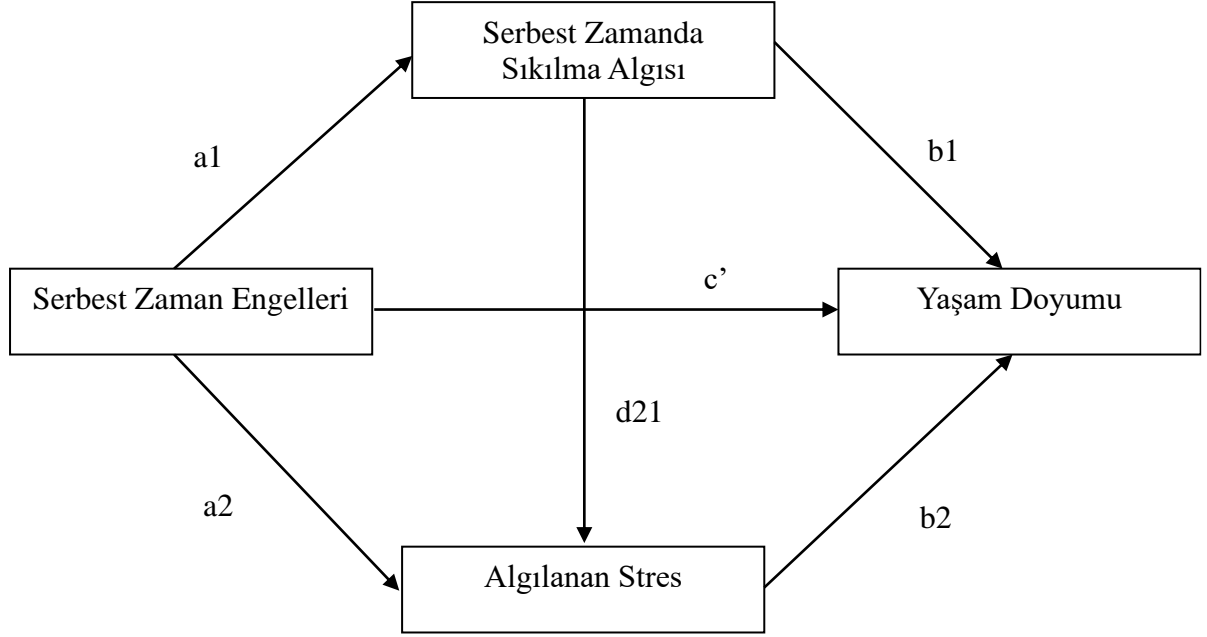 Serbest Zamanda
Sıkılma Algısı
a1
b1
Serbest Zaman Engelleri
c’
Yaşam Doyumu
d21
a2
b2
Algılanan Stres